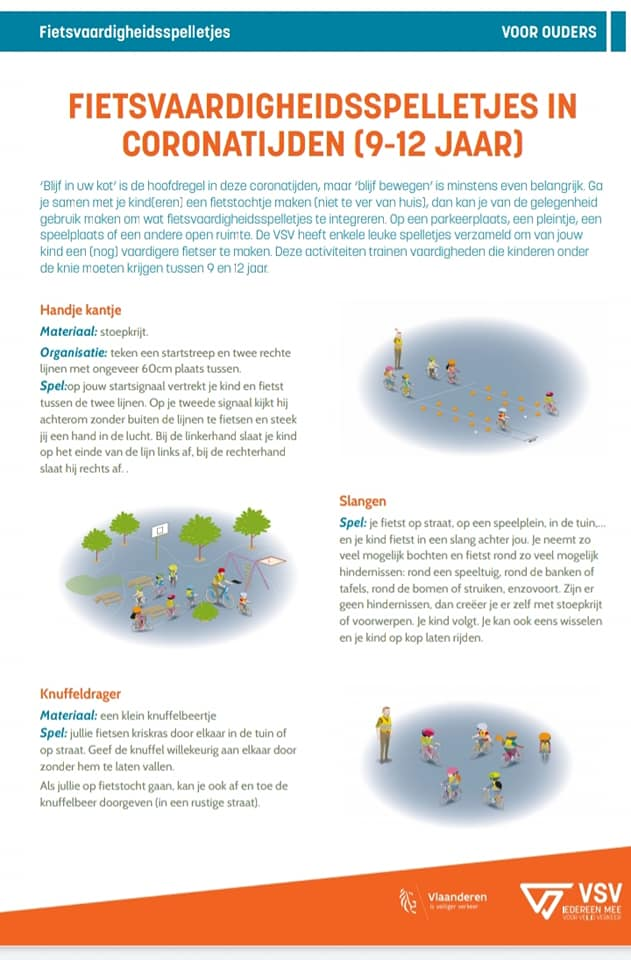 Fietsvaardigheidsspelletjes
VOOR OUDERS
FIETSVAARDIGHEIDSSPELLETJES IN
CORONATIJDEN (9-12 JAAR)
'Blijf in uw kot' is de hoofdregel in deze coronatijden, maar 'blijf bewegen' is minstens even belangrijk. Ga
je samen met je kind(eren) een fietstochtje maken (niet te ver van huis), dan kan je van de gelegenheid
gebruik maken om wat fietsvaardigheidsspelletjes te integreren. Op een parkeerplaats, een pleintje, een
speelplaats of een andere open ruimte. De VSV heeft enkele leuke spelletjes verzameld om van jouw
kind een (nog) vaardigere fietser te maken. Deze activiteiten trainen vaardigheden die kinderen onder
de knie moeten krijgen tussen 9 en 12 jaar.
Handje kantje
Materiaal: stoepkrijt.
Organisatie: teken een startstreep en twee rechte
lijnen met ongeveer 60cm plaats tussen.
Spel:op jouw startsignaal vertrekt je kind en fietst
tussen de twee lijnen. Op je tweede signaal kijkt hij
achterom zonder buiten de lijnen te fietsen en steek
jij een hand in de lucht. Bij de linkerhand slaat je kind
op het einde van de lijn links af, bij de rechterhand
slaat hij rechts af. .
Slangen
Spel: je fietst op straat, op een speelplein, in de tuin,...
en je kind fietst in een slang achter jou. Je neemt zo
veel mogelijk bochten en fietst rond zo veel mogelijk
hindernissen: rond een speeltuig, rond de banken of
tafels, rond de bomen of struiken, enzovoort. Zijn er
geen hindernissen, dan creëer je er zelf met stoepkrijt
of voorwerpen. Je kind volgt. Je kan ook eens wisselen
en je kind op kop laten rijden.
Knuffeldrager
Materiaal: een klein knuffelbeertje
Spel: jullie fietsen kriskras door elkaar in de tuin of
op straat. Geef de knuffel willekeurig aan elkaar door
zonder hem te laten vallen.
Als jullie op fietstocht gaan, kan je ook af en toe de
knuffelbeer doorgeven (in een rustige straat).
Vlaanderen
is veiliger verkeer
VSV
IEDEREEN MEE
VOOR VEILIG VERKEER